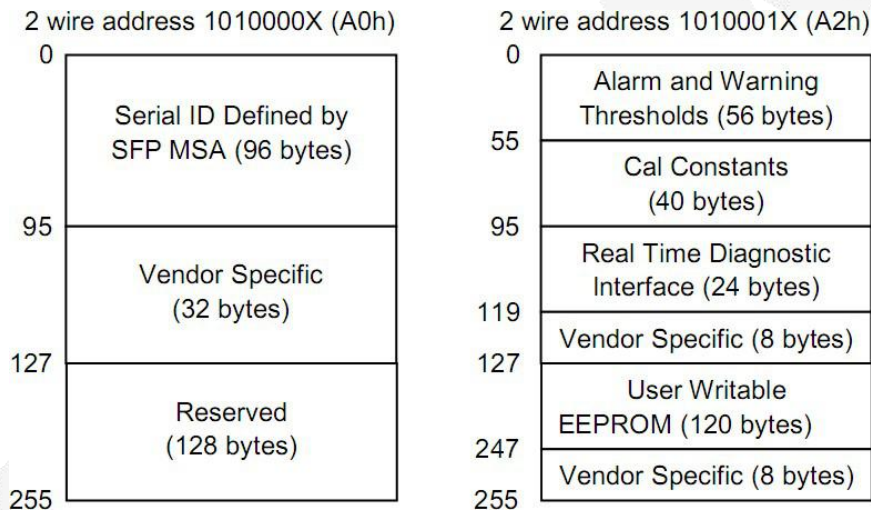 2 wire address 1010000X (A0h)
0
Serial ID Defined by
SFP MSA (96 bytes)
95
Vendor Specific
(32 bytes)
127
Reserved
(128 bytes)
255
2 wire address 1010001X (A2h)
0
Alarm and Warning
Thresholds (56 bytes)
55
Cal Constants
(40 bytes)
95
Real Time Diagnostic
Interface (24 bytes)
119
Vendor Specific (8 bytes)
127
User Writable
EEPROM (120 bytes)
247
Vendor Specific (8 bytes)
255